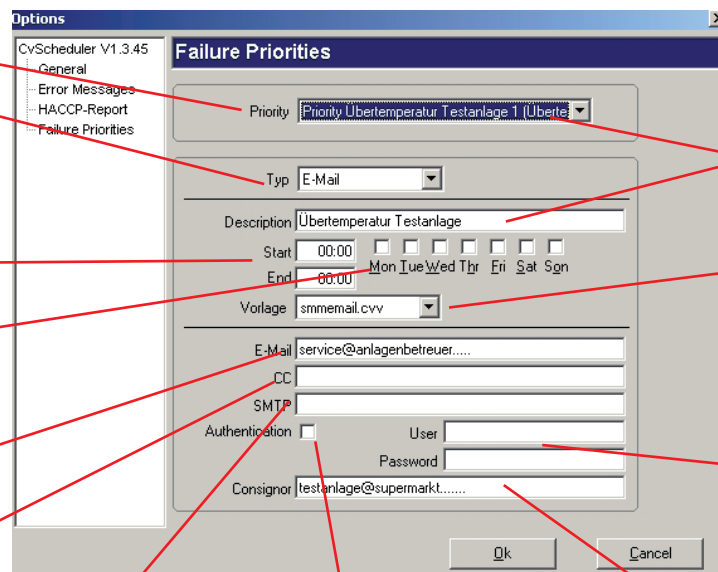 Options
CvScheduler V1.3.45
General
Error Messages
HACCP-Report
Failure Priorities
Failure Priorities
Priority Priority Übertemperatur Testanlage 1 (Überte
Typ E-Mail
Description Übertemperatur Testanlage
Start 00:00
End 00:00
Mon Tue Wed Thr Fri Sat Son
Vorlage smmemail.cvv
E-Mail service@anlagenbetreuer.....
CC
SMTP
Authentication User
Password
Consignor testanlage@supermarkt.......
Ok Cancel